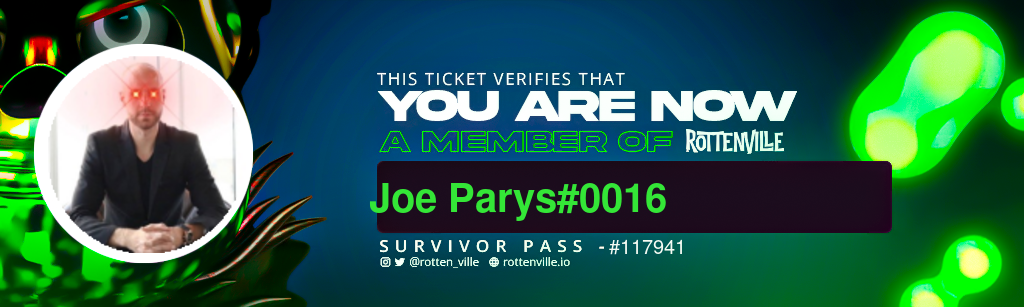 THIS TICKET VERIFIES THAT
YOU ARE NOW
A MEMBER OF ROTTENVILLE
Joe Parys#0016
SURVIVOR PASS - #117941
@rotten_ville rottenville.io